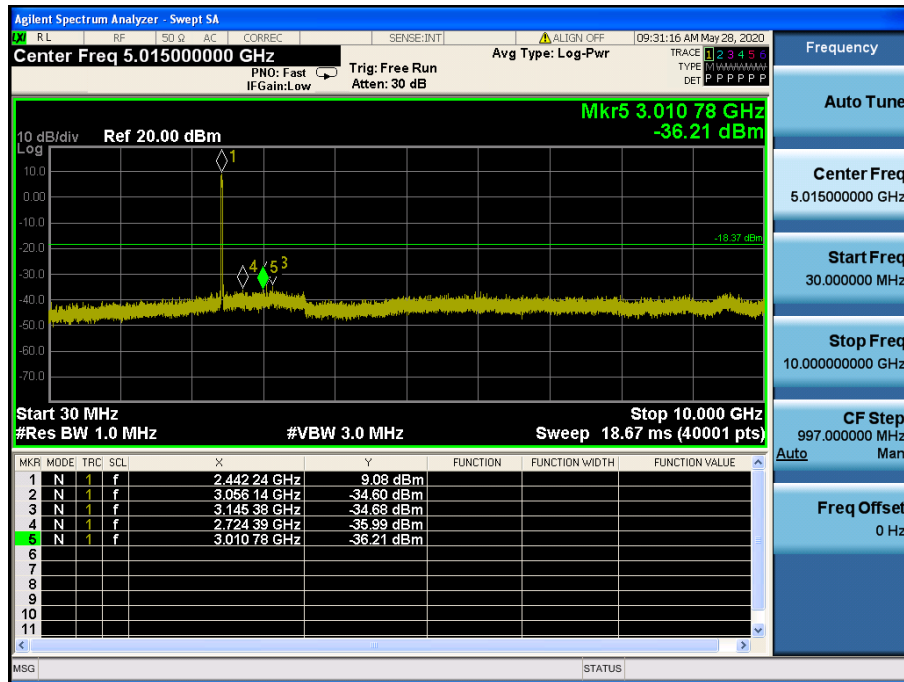 Agilent Spectrum Analyzer - Swept SA
LXI RL RF 50 Ω AC CORREC SENSE:INT ALIGN OFF 09:31:16 AM May 28, 2020
Center Freq 5.015000000 GHz
PNO: Fast
IFGain:Low
Trig: Free Run
Atten: 30 dB
Avg Type: Log-Pwr
TRACE 1 2 3 4 5 6
TYPE MWWWWW
DET P P P P P P
Mkr5 3.010 78 GHz
-36.21 dBm
10 dB/div Ref 20.00 dBm
Log
10.0
0.00
-10.0
-20.0
-30.0
-40.0
-50.0
-60.0
-70.0
1
4 5 3
-18.37 dBm
Start 30 MHz Stop 10.000 GHz
#Res BW 1.0 MHz #VBW 3.0 MHz Sweep 18.67 ms (40001 pts)
MKR MODE TRC SCL X Y FUNCTION FUNCTION WIDTH FUNCTION VALUE
1 N 1 f 2.442 24 GHz 9.08 dBm
2 N 1 f 3.056 14 GHz -34.60 dBm
3 N 1 f 3.145 38 GHz -34.68 dBm
4 N 1 f 2.724 39 GHz -35.99 dBm
5 N 1 f 3.010 78 GHz -36.21 dBm
6
7
8
9
10
11
MSG STATUS
Frequency
Auto Tune
Center Freq
5.015000000 GHz
Start Freq
30.000000 MHz
Stop Freq
10.000000000 GHz
CF Step
997.000000 MHz
Auto Man
Freq Offset
0 Hz